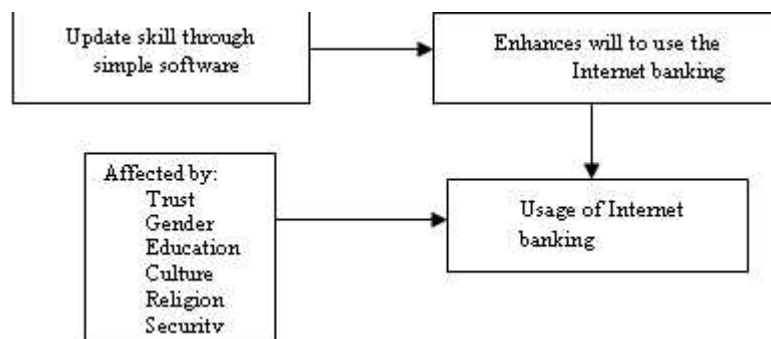 Update skill through
simple software
Enhances will to use the
Internet banking
Affected by:
Trust
Gender
Education
Culture
Religion
Security
Usage of Internet
banking